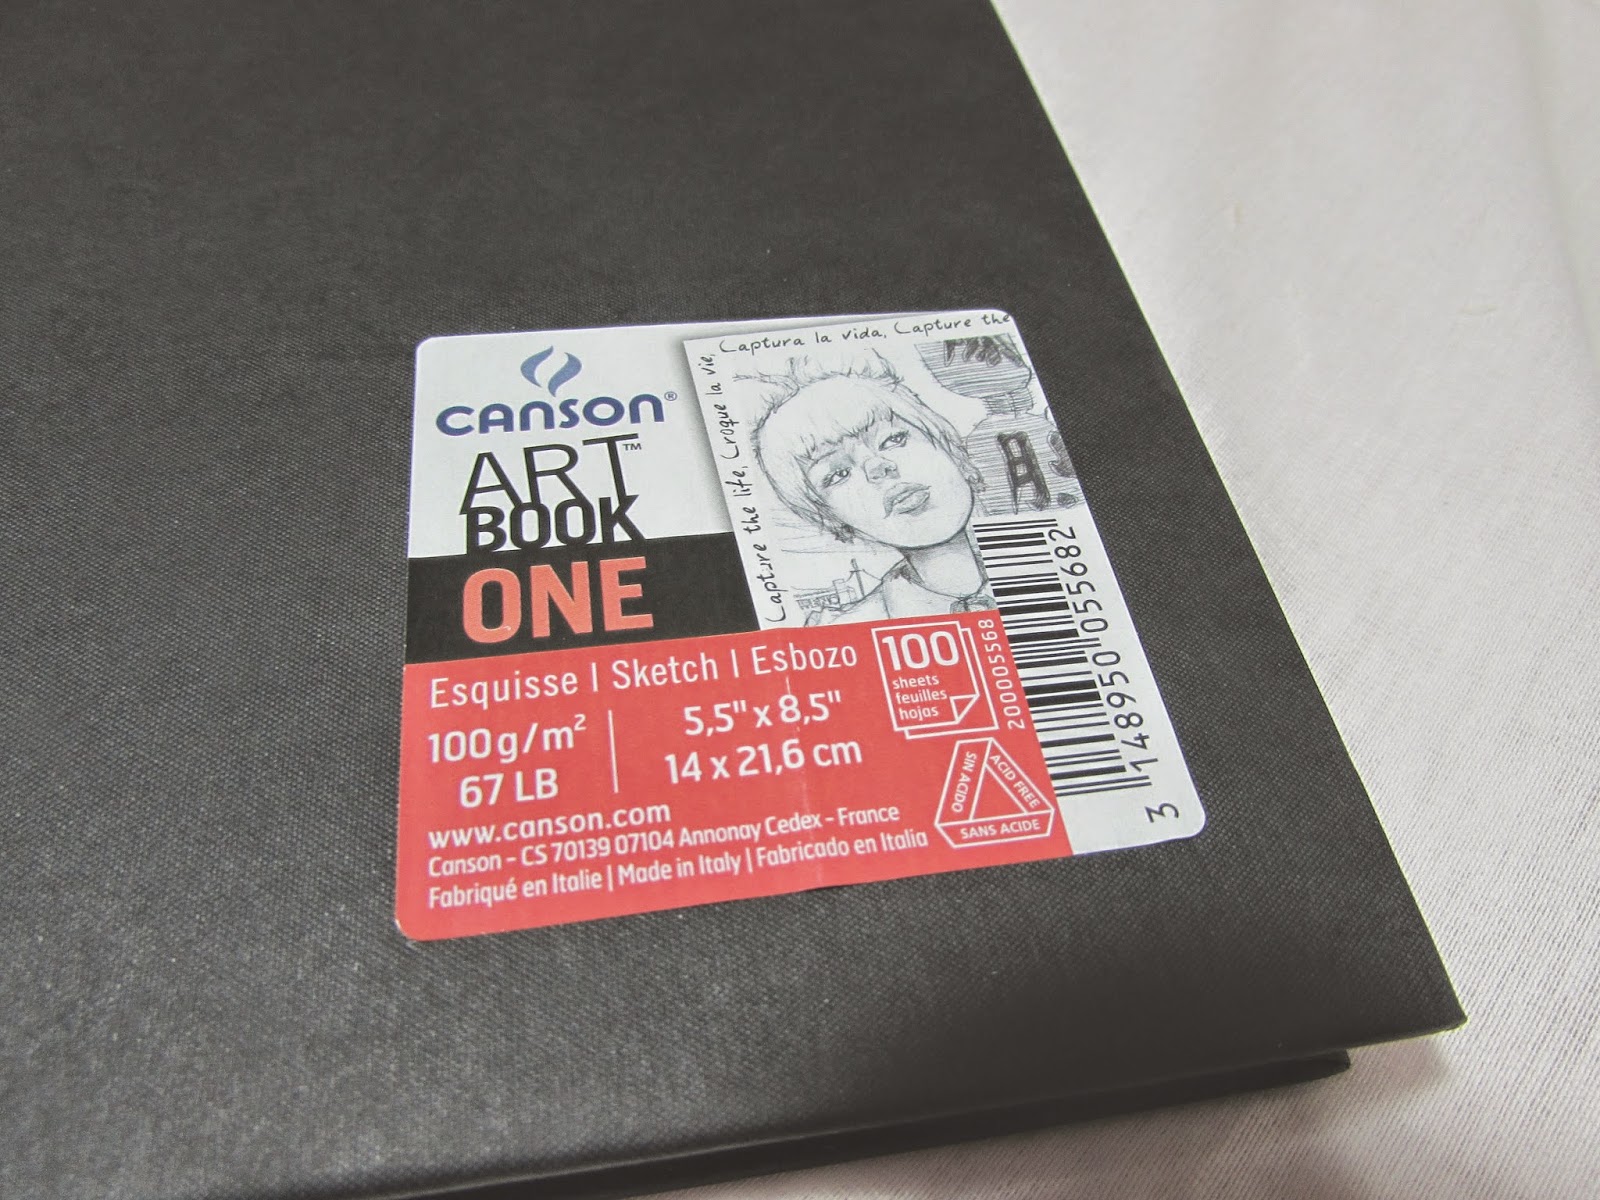 CANSON®
ART™
BOOK
ONE
Capture the life, Croque la vie,
Captura la vida, Capture the
Esquisse | Sketch | Esbozo
100g/m²
67 LB
5,5" x 8,5"
14 x 21,6 cm
100
sheets
feuilles
hojas
200005568
SIN ACIDO
ACID FREE
SANS ACIDE
www.canson.com
Canson - CS 70139 07104 Annonay Cedex - France
Fabriqué en Italie | Made in Italy | Fabricado en Italia
3 148950 055682